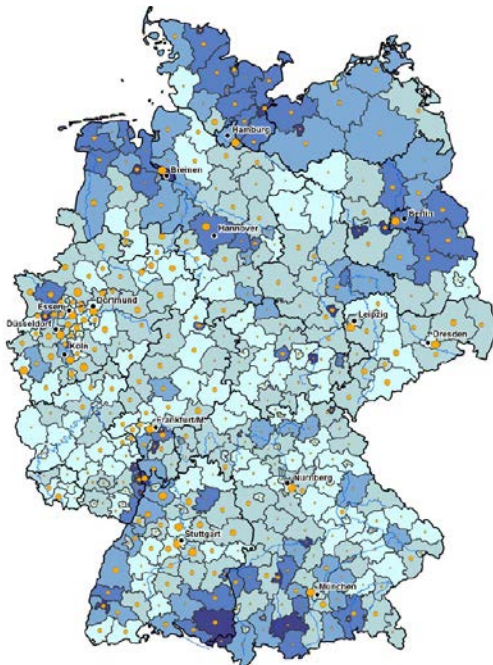 Hamburg
Bremen
Berlin
Hannover
Essen
Dortmund
Düsseldorf
Köln
Leipzig
Dresden
Frankfurt/M.
Nürnberg
Stuttgart
München